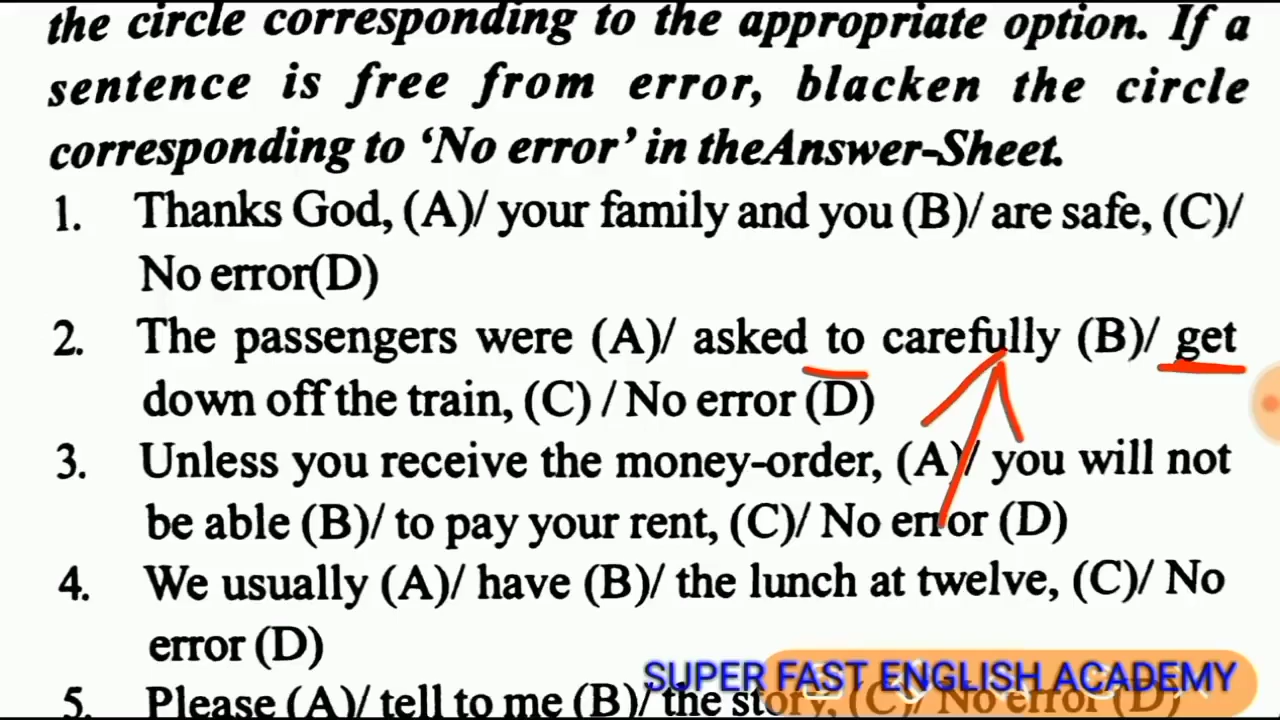 the circle corresponding to the appropriate option. If a
sentence is free from error, blacken the circle
corresponding to ‘No error’ in theAnswer-Sheet.
1. Thanks God, (A)/ your family and you (B)/ are safe, (C)/
No error(D)
2. The passengers were (A)/ asked to carefully (B)/ get
down off the train, (C) / No error (D)
3. Unless you receive the money-order, (A)/ you will not
be able (B)/ to pay your rent, (C)/ No error (D)
4. We usually (A)/ have (B)/ the lunch at twelve, (C)/ No
error (D)
5. Please (A)/ tell to me (B)/ the story, (C)/ No error (D)
SUPER FAST ENGLISH ACADEMY